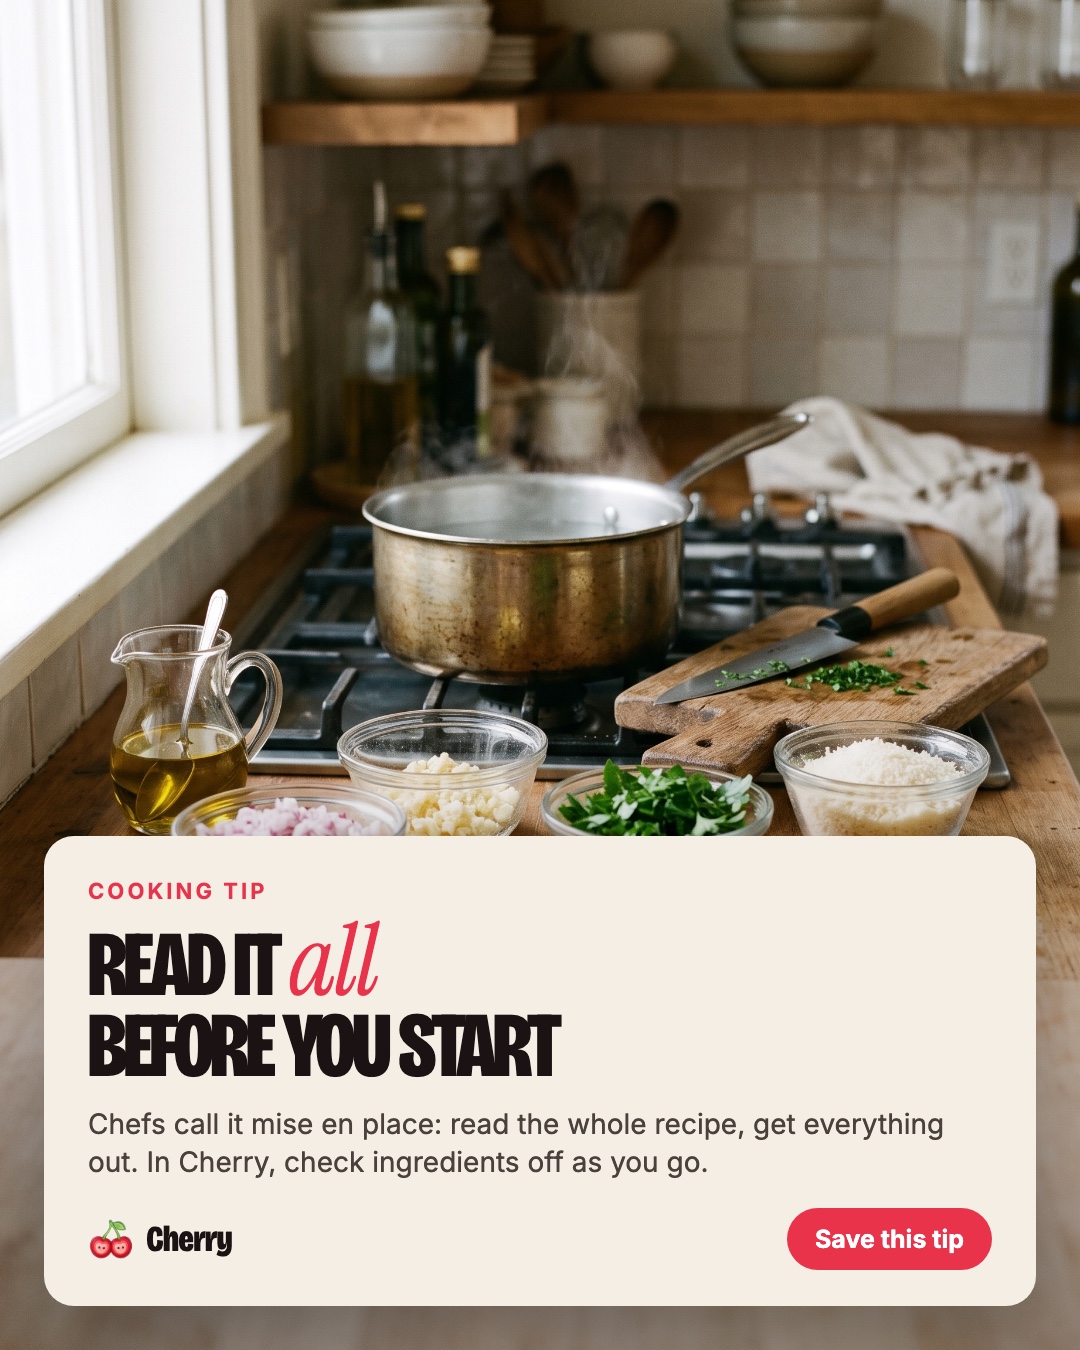 COOKING TIP
READ IT all
BEFORE YOU START
Chefs call it mise en place: read the whole recipe, get everything
out. In Cherry, check ingredients off as you go.
Cherry
Save this tip